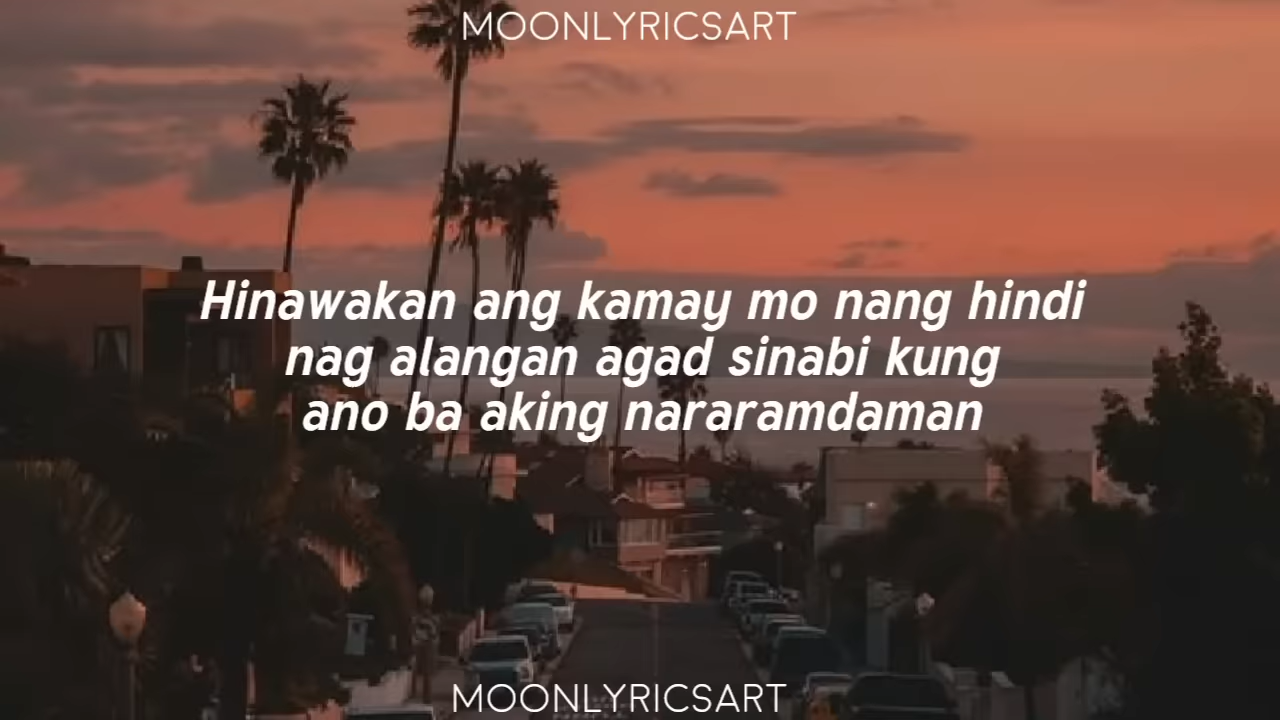 MOONLYRICSART
Hinawakan ang kamay mo nang hindi
nag alangan agad sinabi kung
ano ba aking nararamdaman
MOONLYRICSART